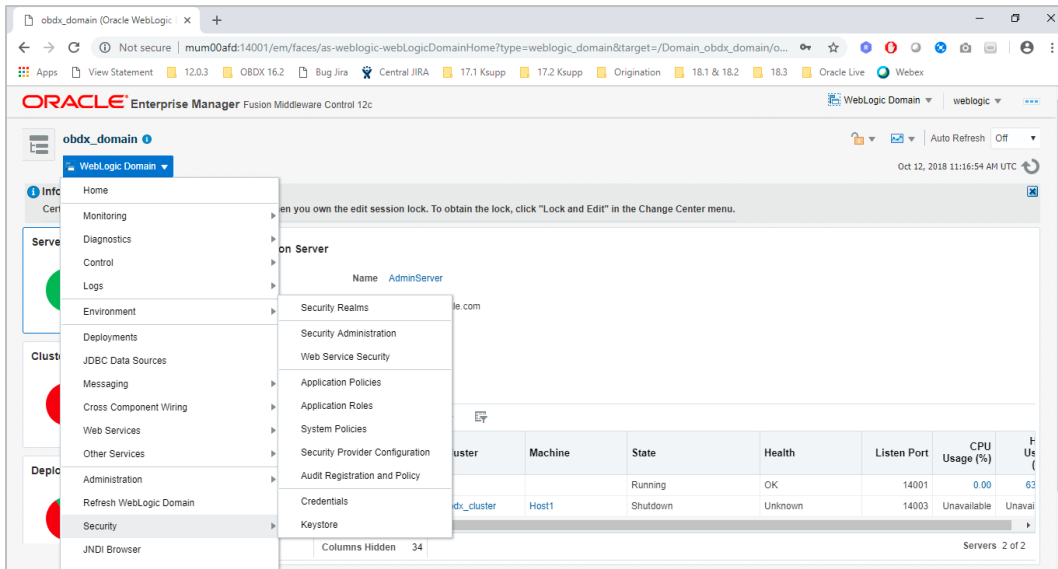 obdx_domain (Oracle WebLogic
Not secure | mum00afd:14001/em/faces/as-weblogic-webLogicDomainHome?type=weblogic_domain&target=/Domain_obdx_domain/o...
Apps View Statement 12.0.3 OBDX 16.2 Bug Jira Central JIRA 17.1 Ksupp 17.2 Ksupp Origination 18.1 & 18.2 18.3 Oracle Live Webex
ORACLE Enterprise Manager Fusion Middleware Control 12c
WebLogic Domain weblogic
obdx_domain
Auto Refresh Off
WebLogic Domain
Oct 12, 2018 11:16:54 AM UTC
Info
Cer en you own the edit session lock. To obtain the lock, click "Lock and Edit" in the Change Center menu.
Home
Monitoring
Diagnostics
Control
Logs
Environment
Deployments
JDBC Data Sources
Messaging
Cross Component Wiring
Web Services
Other Services
Administration
Refresh WebLogic Domain
Security
JNDI Browser
Security Realms
Security Administration
Web Service Security
Application Policies
Application Roles
System Policies
Security Provider Configuration
Audit Registration and Policy
Credentials
Keystore
Serve
on Server
Name AdminServer
le.com
Clust
Deplo
uster Machine State Health Listen Port CPU Usage (%)
Running OK 14001 0.00 63
dx_cluster Host1 Shutdown Unknown 14003 Unavailable Unavai
Columns Hidden 34
Servers 2 of 2